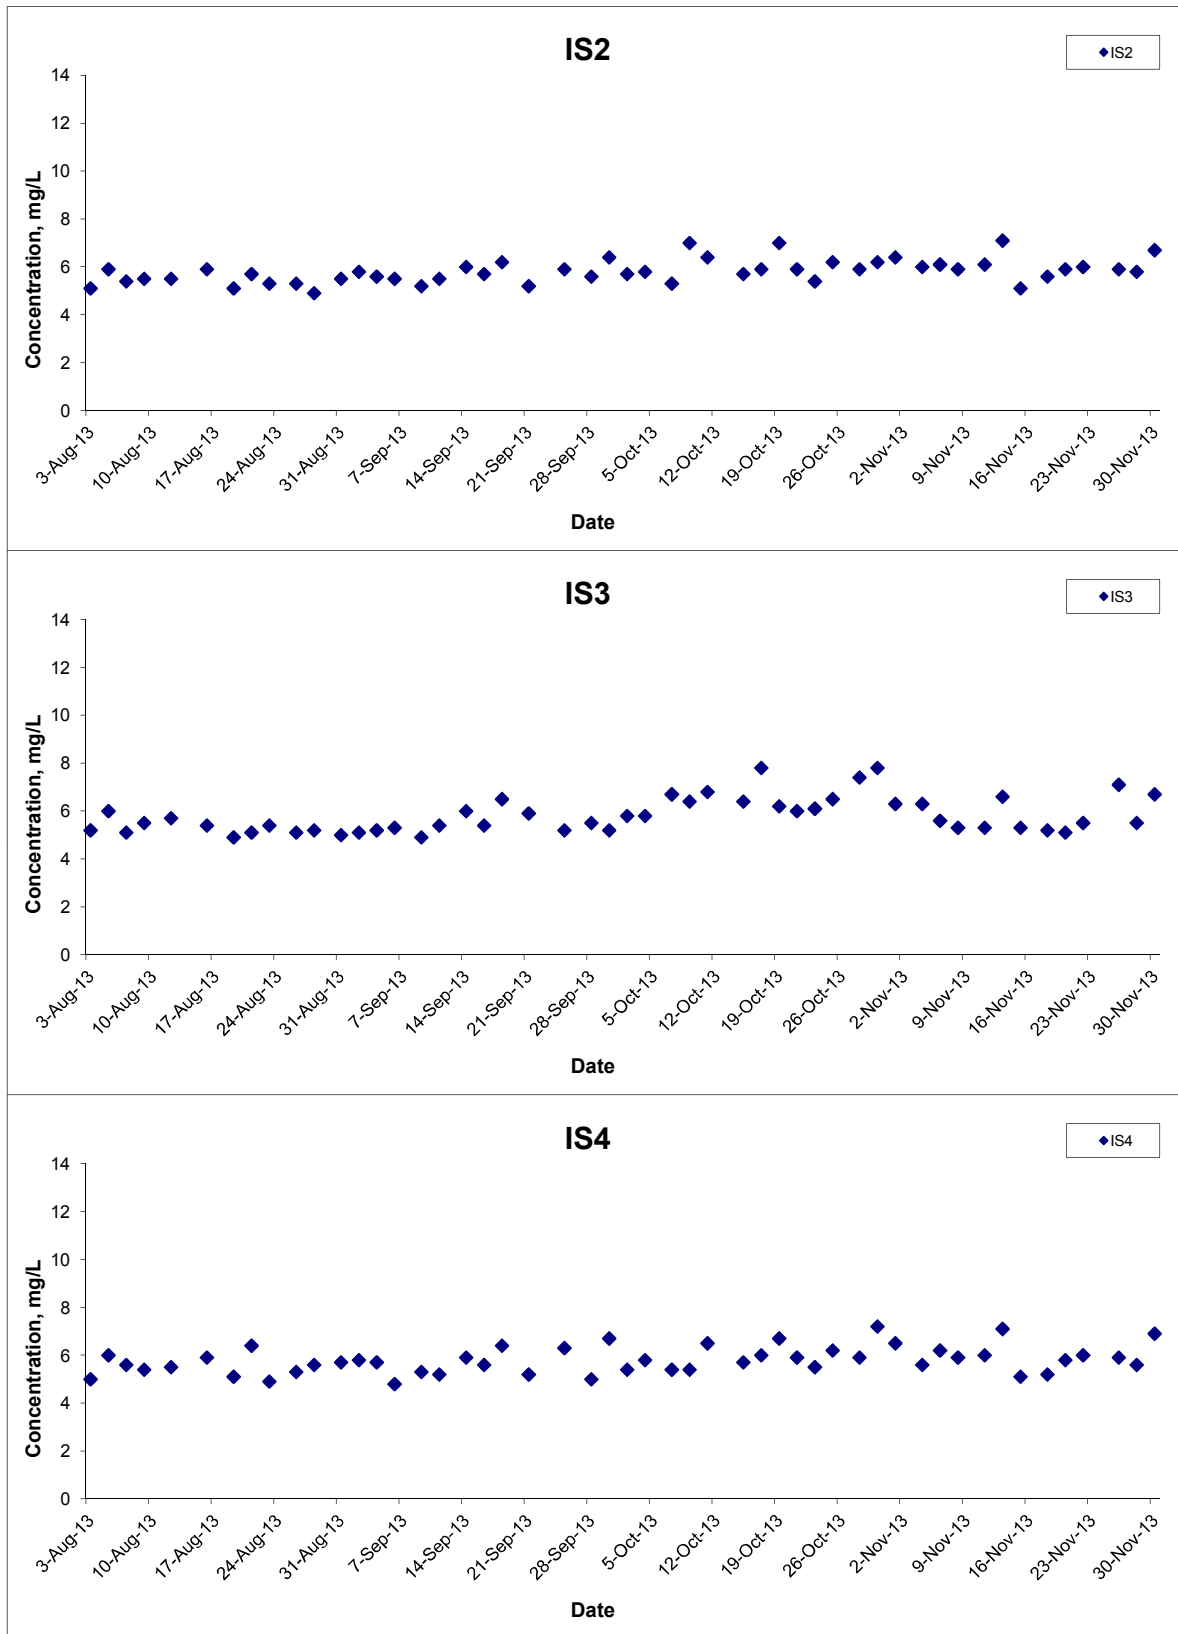 IS2
IS2
Concentration, mg/L
14
12
10
8
6
4
2
0
3-Aug-13
10-Aug-13
17-Aug-13
24-Aug-13
31-Aug-13
7-Sep-13
14-Sep-13
21-Sep-13
28-Sep-13
5-Oct-13
12-Oct-13
19-Oct-13
26-Oct-13
2-Nov-13
9-Nov-13
16-Nov-13
23-Nov-13
30-Nov-13
Date
IS3
IS3
Concentration, mg/L
14
12
10
8
6
4
2
0
3-Aug-13
10-Aug-13
17-Aug-13
24-Aug-13
31-Aug-13
7-Sep-13
14-Sep-13
21-Sep-13
28-Sep-13
5-Oct-13
12-Oct-13
19-Oct-13
26-Oct-13
2-Nov-13
9-Nov-13
16-Nov-13
23-Nov-13
30-Nov-13
Date
IS4
IS4
Concentration, mg/L
14
12
10
8
6
4
2
0
3-Aug-13
10-Aug-13
17-Aug-13
24-Aug-13
31-Aug-13
7-Sep-13
14-Sep-13
21-Sep-13
28-Sep-13
5-Oct-13
12-Oct-13
19-Oct-13
26-Oct-13
2-Nov-13
9-Nov-13
16-Nov-13
23-Nov-13
30-Nov-13
Date